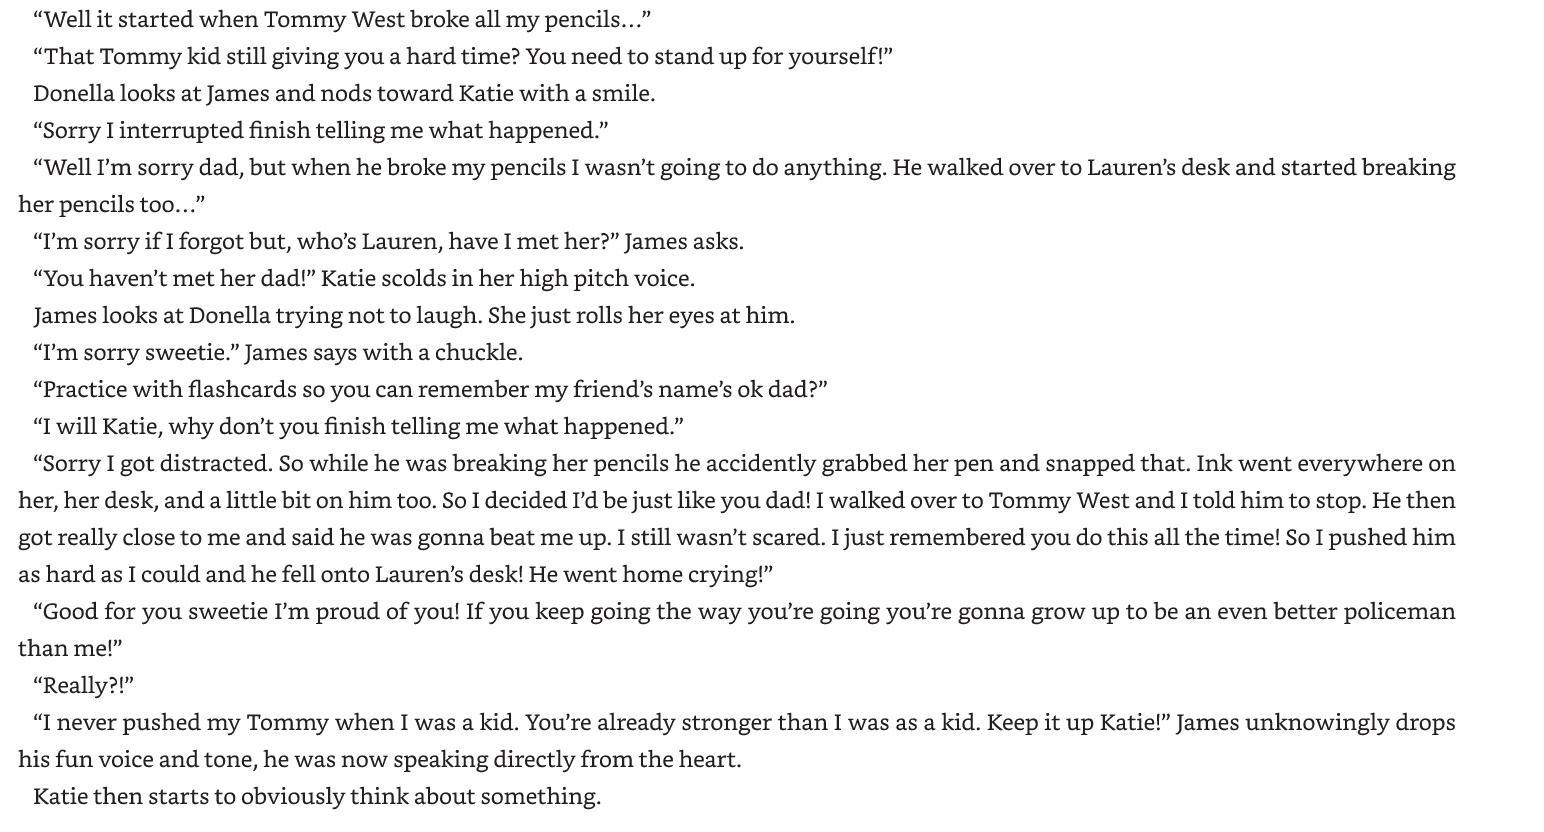 “Well it started when Tommy West broke all my pencils…”
“That Tommy kid still giving you a hard time? You need to stand up for yourself!”
Donella looks at James and nods toward Katie with a smile.
“Sorry I interrupted finish telling me what happened.”
“Well I’m sorry dad, but when he broke my pencils I wasn’t going to do anything. He walked over to Lauren’s desk and started breaking
her pencils too…”
“I’m sorry if I forgot but, who’s Lauren, have I met her?” James asks.
“You haven’t met her dad!” Katie scolds in her high pitch voice.
James looks at Donella trying not to laugh. She just rolls her eyes at him.
“I’m sorry sweetie.” James says with a chuckle.
“Practice with flashcards so you can remember my friend’s name’s ok dad?”
“I will Katie, why don’t you finish telling me what happened.”
“Sorry I got distracted. So while he was breaking her pencils he accidently grabbed her pen and snapped that. Ink went everywhere on
her, her desk, and a little bit on him too. So I decided I’d be just like you dad! I walked over to Tommy West and I told him to stop. He then
got really close to me and said he was gonna beat me up. I still wasn’t scared. I just remembered you do this all the time! So I pushed him
as hard as I could and he fell onto Lauren’s desk! He went home crying!”
“Good for you sweetie I’m proud of you! If you keep going the way you’re going you’re gonna grow up to be an even better policeman
than me!”
“Really?!”
“I never pushed my Tommy when I was a kid. You’re already stronger than I was as a kid. Keep it up Katie!” James unknowingly drops
his fun voice and tone, he was now speaking directly from the heart.
Katie then starts to obviously think about something.